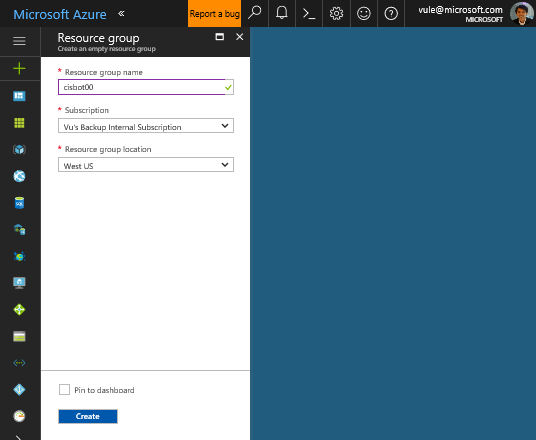 Microsoft Azure « Report a bug vule@microsoft.com
MICROSOFT
Resource group
Create an empty resource group
* Resource group name
cisbot00
* Subscription
Vu's Backup Internal Subscription
* Resource group location
West US
Pin to dashboard
Create